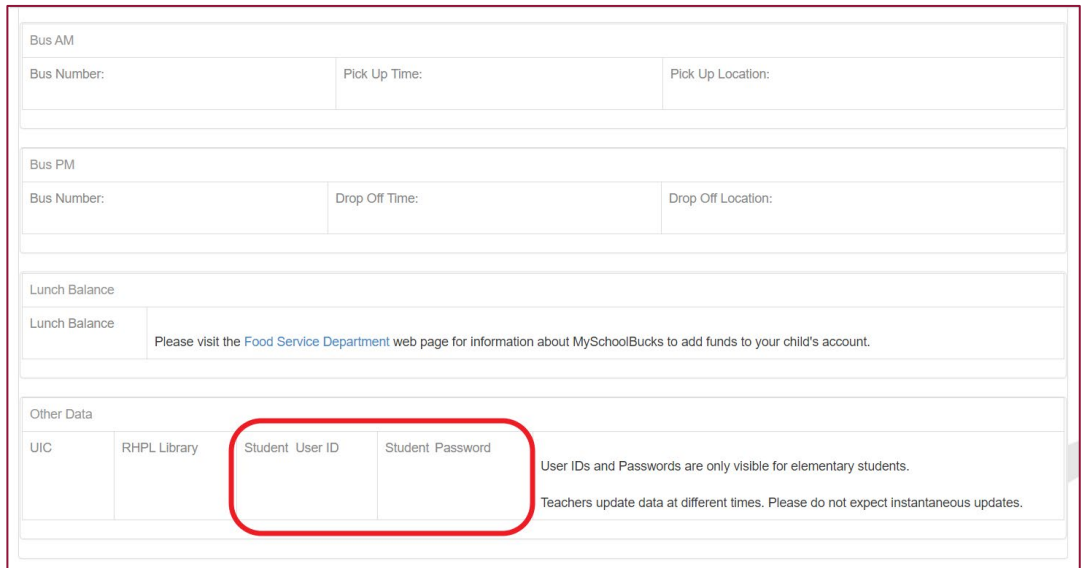 Bus AM
Bus Number: Pick Up Time: Pick Up Location:
Bus PM
Bus Number: Drop Off Time: Drop Off Location:
Lunch Balance
Lunch Balance
Please visit the Food Service Department web page for information about MySchoolBucks to add funds to your child's account.
Other Data
UIC RHPL Library Student User ID Student Password
User IDs and Passwords are only visible for elementary students.
Teachers update data at different times. Please do not expect instantaneous updates.